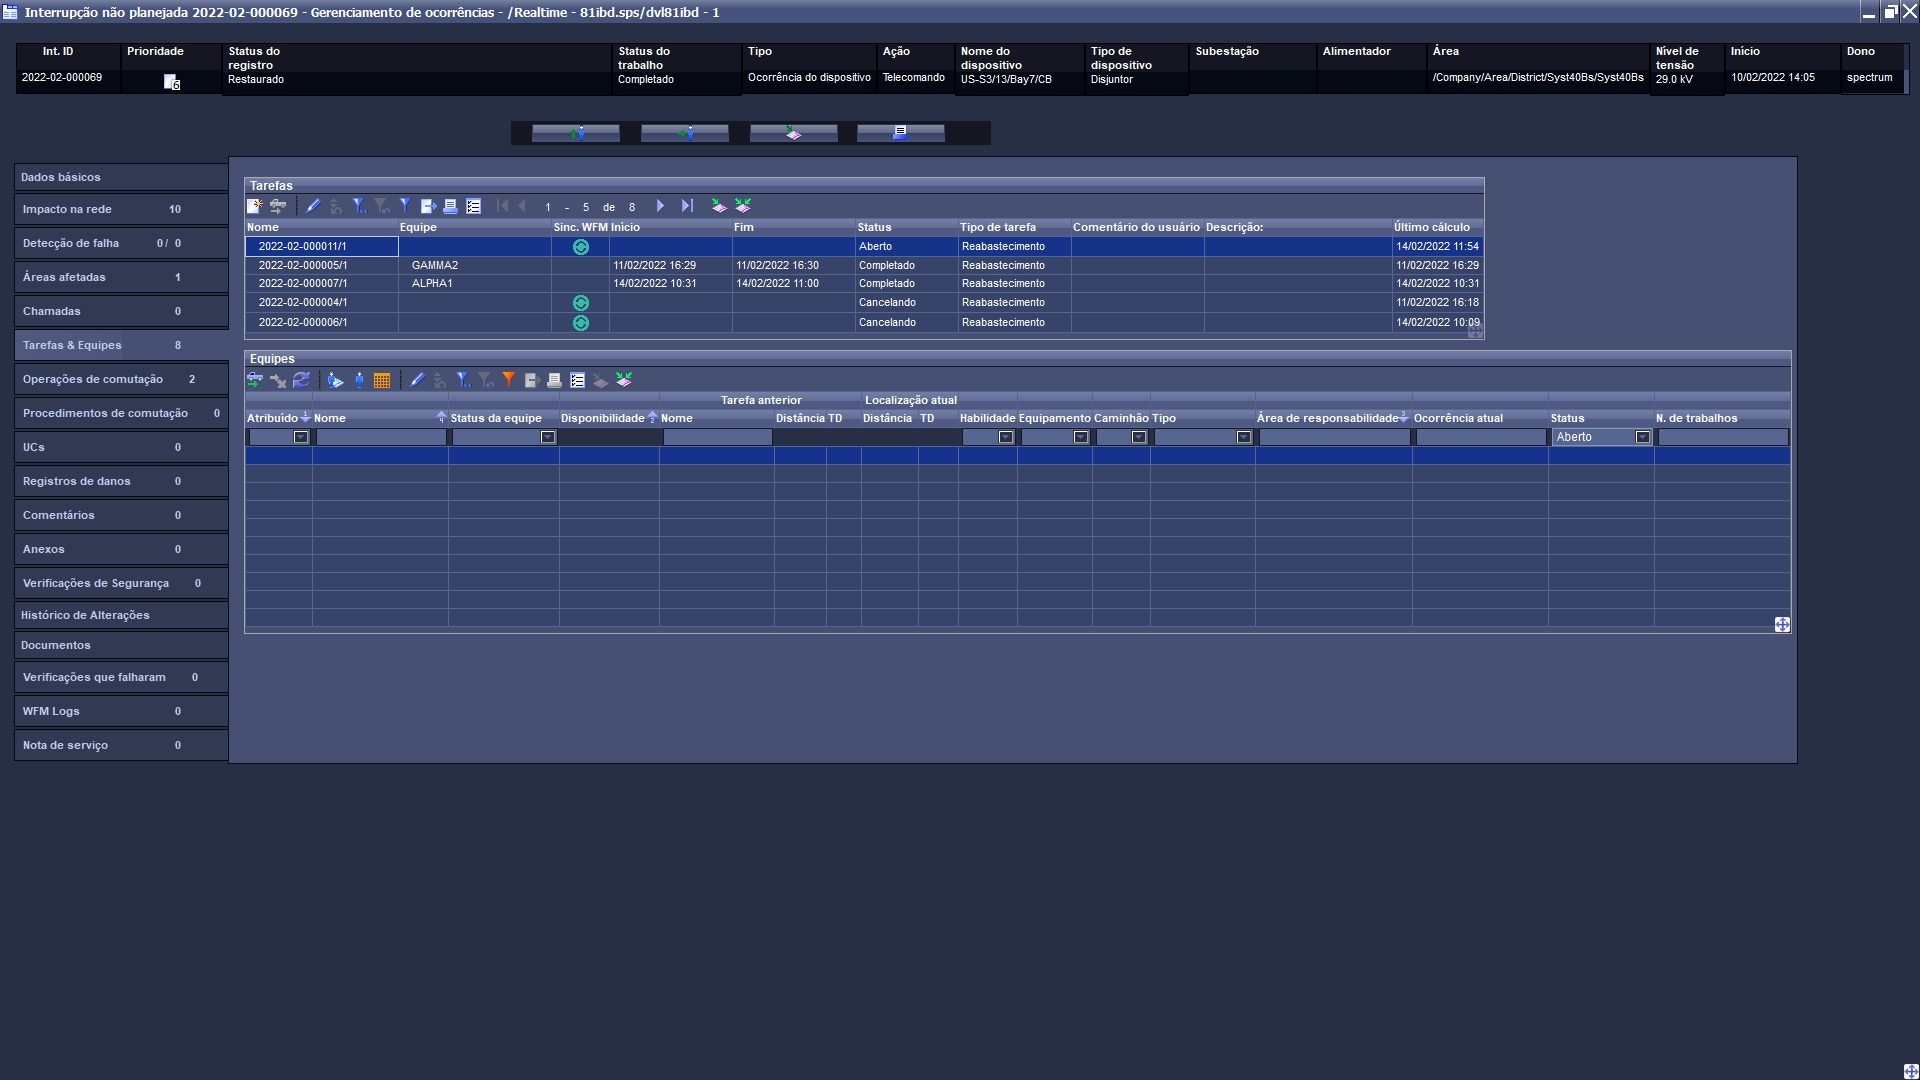 Interrupção não planejada 2022-02-000069 - Gerenciamento de ocorrências - /Realtime - 81ibd.sps/dvl81ibd - 1
Int. ID Prioridade Status do registro Status do trabalho Tipo Ação Nome do dispositivo Tipo de dispositivo Subestação Alimentador Área Nível de tensão Início Dono
2022-02-000069 6 Restaurado Completado Ocorrência do dispositivo Telecomando US-S3/13/Bay7/CB Disjuntor /Company/Area/District/Syst40Bs/Syst40Bs 29.0 kV 10/02/2022 14:05 spectrum
Dados básicos
Impacto na rede 10
Detecção de falha 0 / 0
Áreas afetadas 1
Chamadas 0
Tarefas & Equipes 8
Operações de comutação 2
Procedimentos de comutação 0
UCs 0
Registros de danos 0
Comentários 0
Anexos 0
Verificações de Segurança 0
Histórico de Alterações
Documentos
Verificações que falharam 0
WFM Logs 0
Nota de serviço 0
Tarefas
1 - 5 de 8
Nome Equipe Sinc. WFM Início Fim Status Tipo de tarefa Comentário do usuário Descrição: Último cálculo
2022-02-000011/1 Aberto Reabastecimento 14/02/2022 11:54
2022-02-000005/1 GAMMA2 11/02/2022 16:29 11/02/2022 16:30 Completado Reabastecimento 11/02/2022 16:29
2022-02-000007/1 ALPHA1 14/02/2022 10:31 14/02/2022 11:00 Completado Reabastecimento 14/02/2022 10:31
2022-02-000004/1 Cancelando Reabastecimento 11/02/2022 16:18
2022-02-000006/1 Cancelando Reabastecimento 14/02/2022 10:09
Equipes
Tarefa anterior Localização atual
Atribuído 1 Nome 4 Status da equipe Disponibilidade 2 Nome Distância TD Distância TD Habilidade Equipamento Caminhão Tipo Área de responsabilidade 3 Ocorrência atual Status N. de trabalhos
Aberto